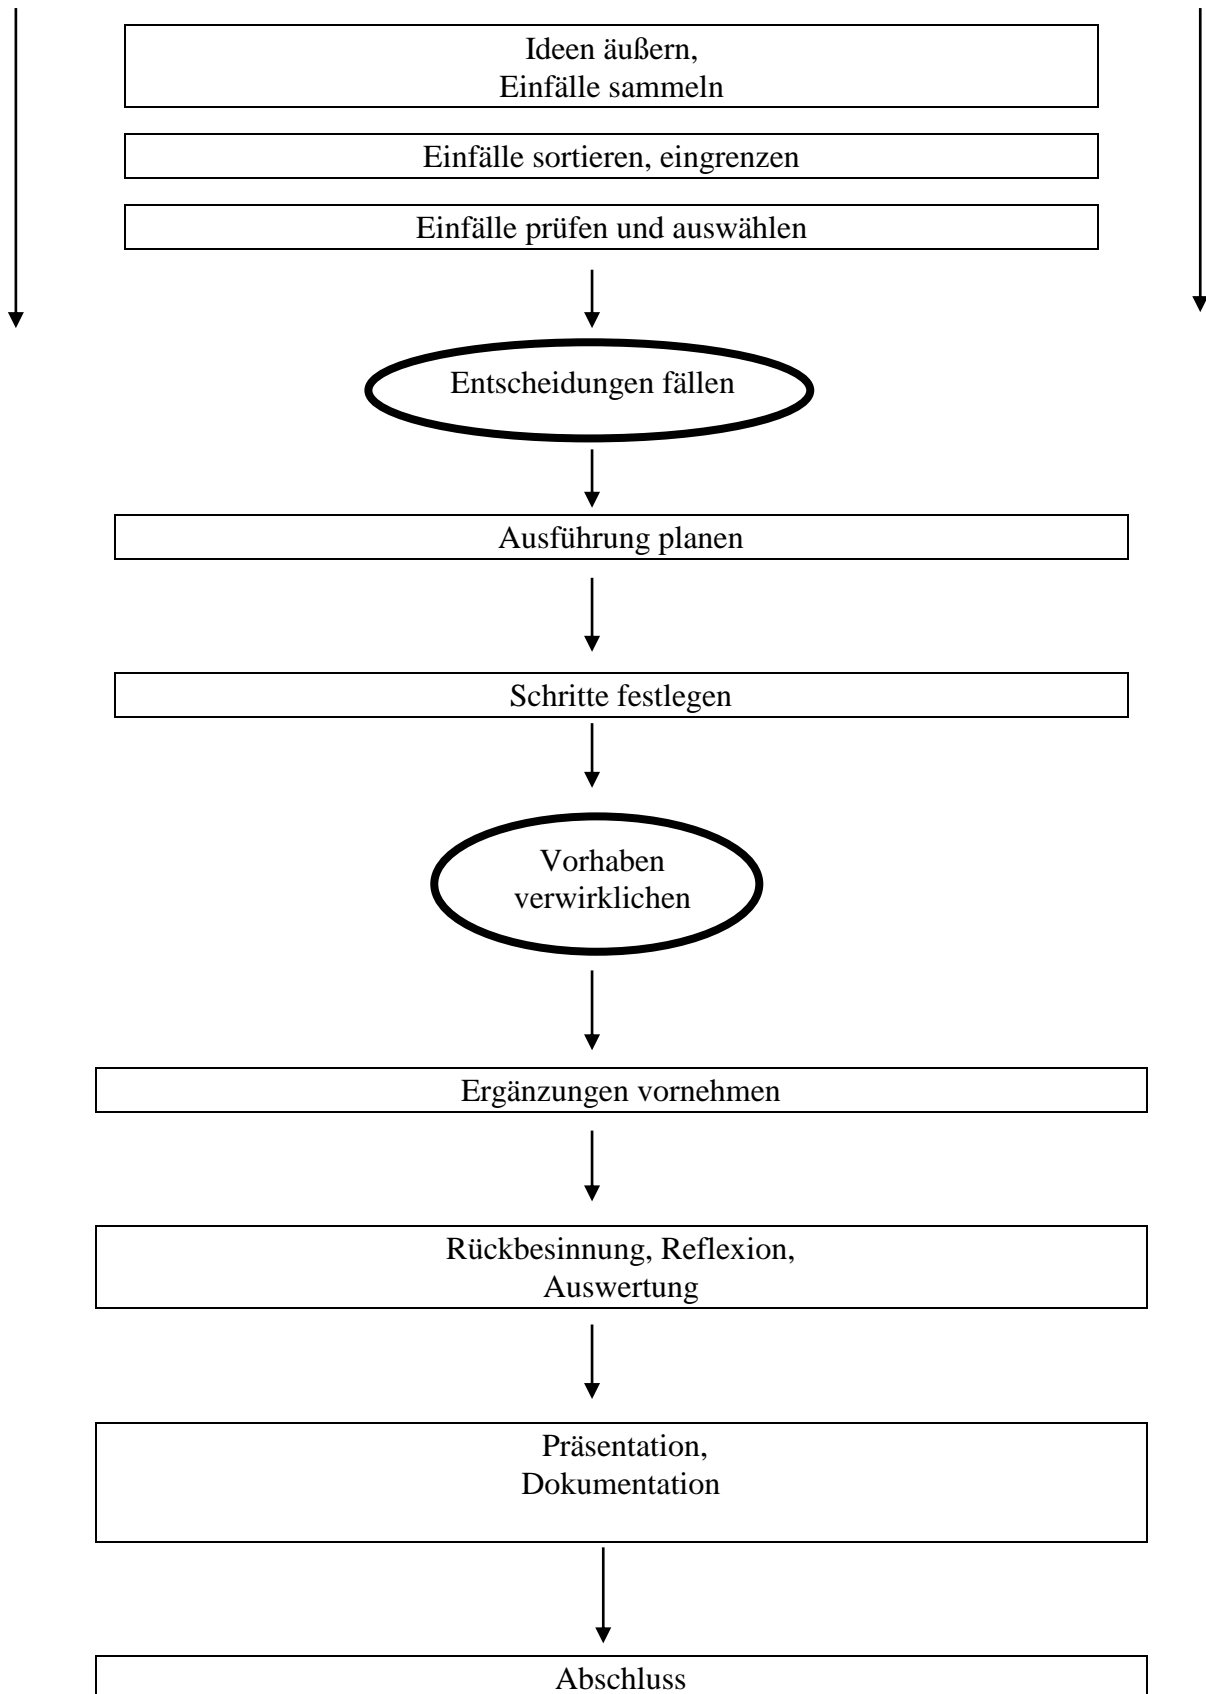 Ideen äußern,
Einfälle sammeln
Einfälle sortieren, eingrenzen
Einfälle prüfen und auswählen
Entscheidungen fällen
Ausführung planen
Schritte festlegen
Vorhaben
verwirklichen
Ergänzungen vornehmen
Rückbesinnung, Reflexion,
Auswertung
Präsentation,
Dokumentation
Abschluss